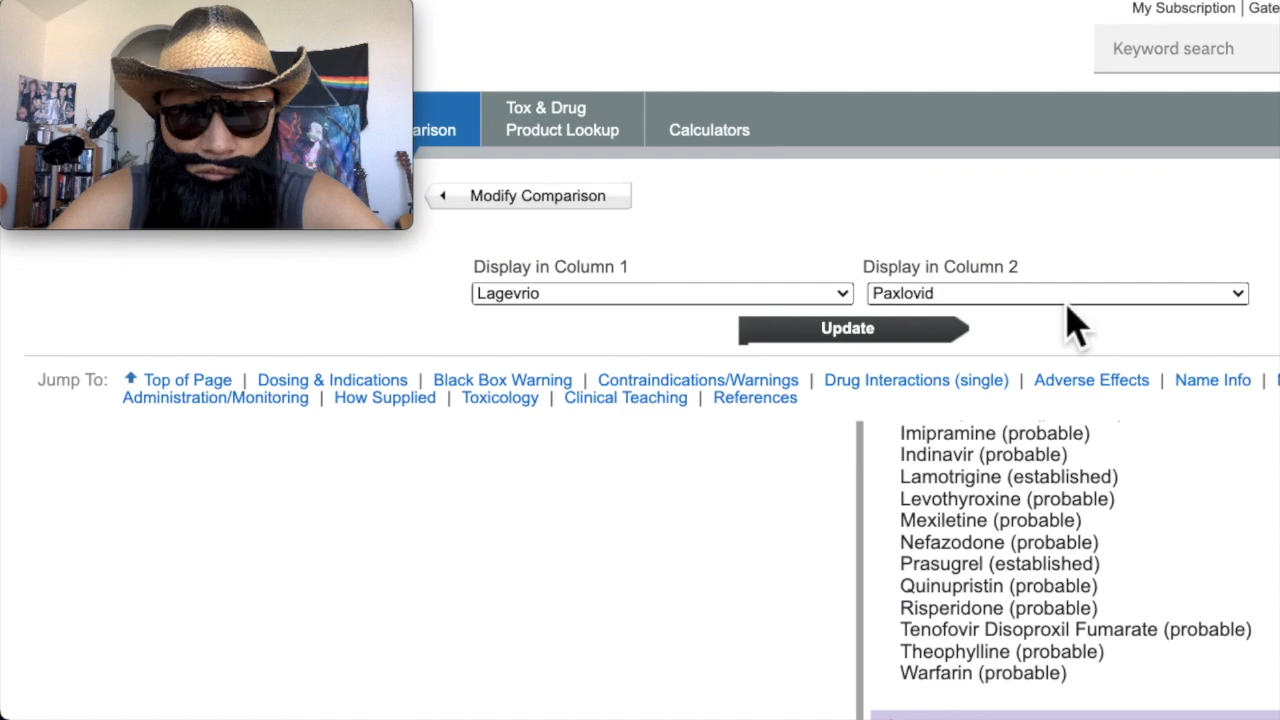 My Subscription | Gate
Keyword search
arison
Tox & Drug
Product Lookup
Calculators
Modify Comparison
Display in Column 1
Display in Column 2
Lagevrio
Paxlovid
Update
Jump To: Top of Page | Dosing & Indications | Black Box Warning | Contraindications/Warnings | Drug Interactions (single) | Adverse Effects | Name Info |
Administration/Monitoring | How Supplied | Toxicology | Clinical Teaching | References
Imipramine (probable)
Indinavir (probable)
Lamotrigine (established)
Levothyroxine (probable)
Mexiletine (probable)
Nefazodone (probable)
Prasugrel (established)
Quinupristin (probable)
Risperidone (probable)
Tenofovir Disoproxil Fumarate (probable)
Theophylline (probable)
Warfarin (probable)